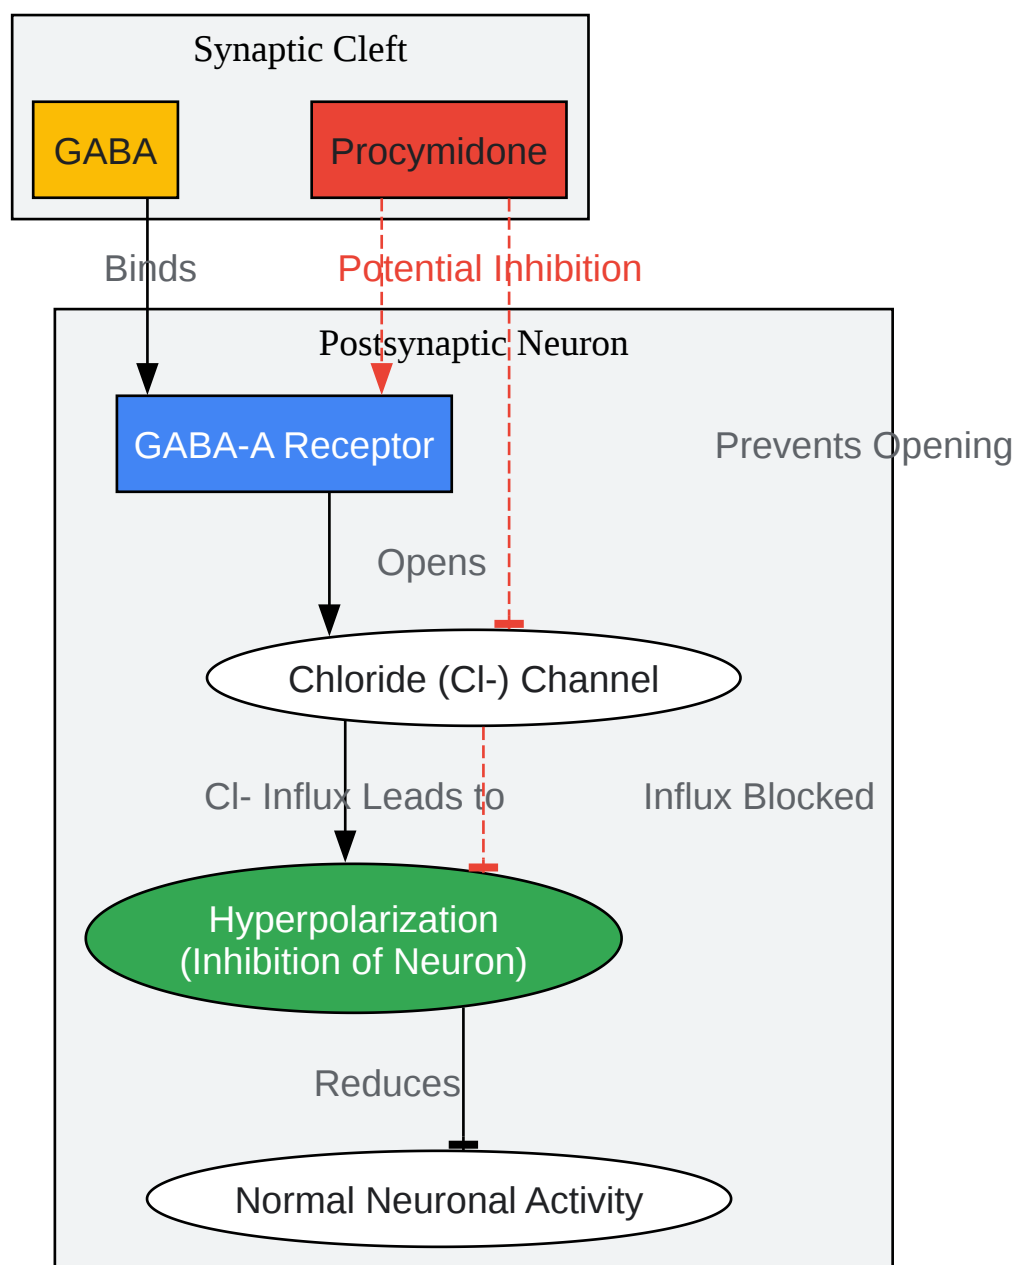 Synaptic Cleft
GABA
Procymidone
Binds
Potential Inhibition
Postsynaptic Neuron
GABA-A Receptor
Prevents Opening
Opens
Chloride (Cl-) Channel
Cl- Influx Leads to
Influx Blocked
Hyperpolarization
(Inhibition of Neuron)
Reduces
Normal Neuronal Activity